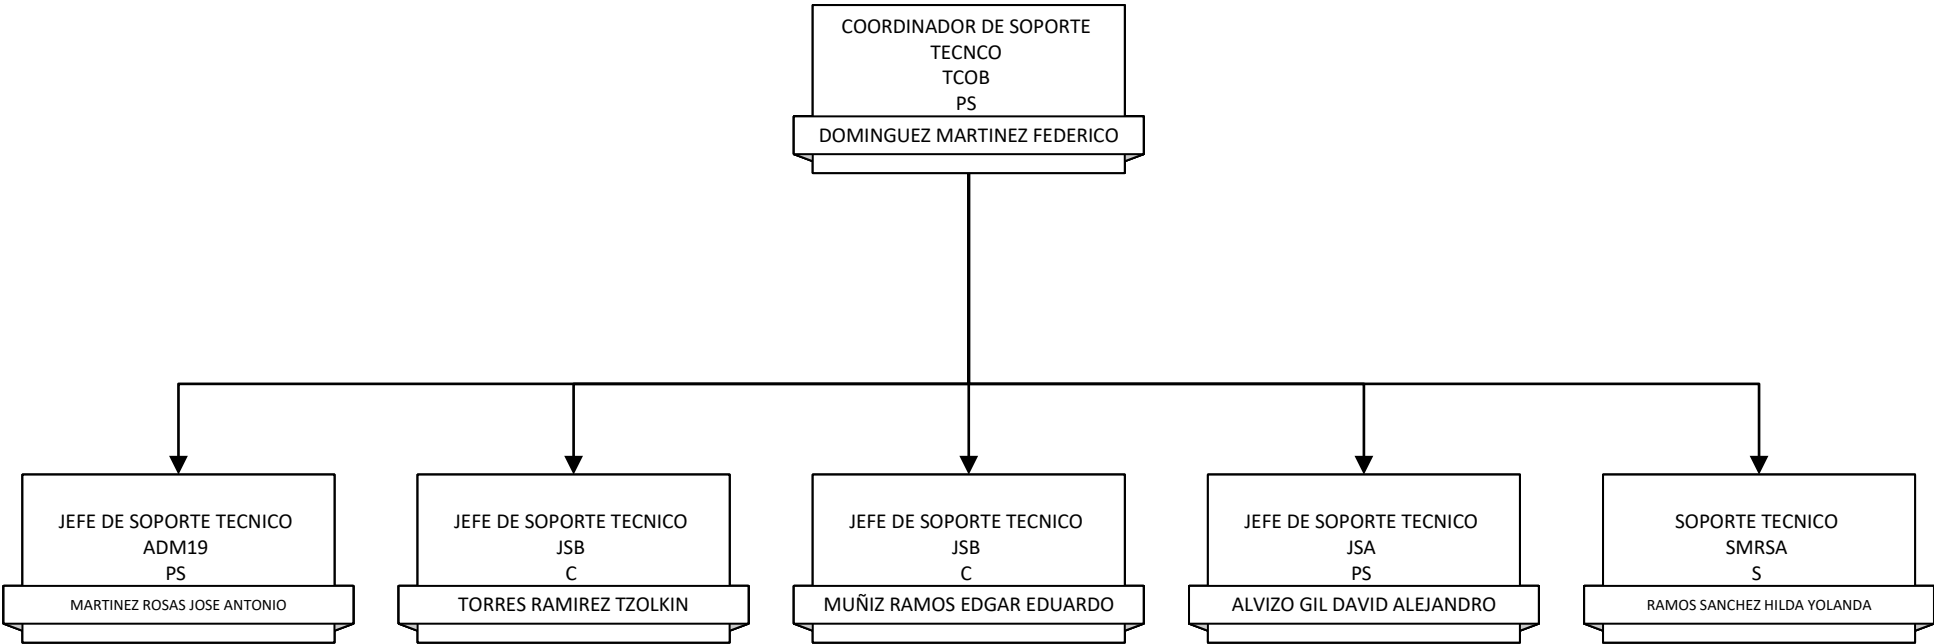 COORDINADOR DE SOPORTE
TECNCO
TCOB
PS
DOMINGUEZ MARTINEZ FEDERICO
JEFE DE SOPORTE TECNICO
ADM19
PS
MARTINEZ ROSAS JOSE ANTONIO
JEFE DE SOPORTE TECNICO
JSB
C
TORRES RAMIREZ TZOLKIN
JEFE DE SOPORTE TECNICO
JSB
C
MUÑIZ RAMOS EDGAR EDUARDO
JEFE DE SOPORTE TECNICO
JSA
PS
ALVIZO GIL DAVID ALEJANDRO
SOPORTE TECNICO
SMRSA
S
RAMOS SANCHEZ HILDA YOLANDA